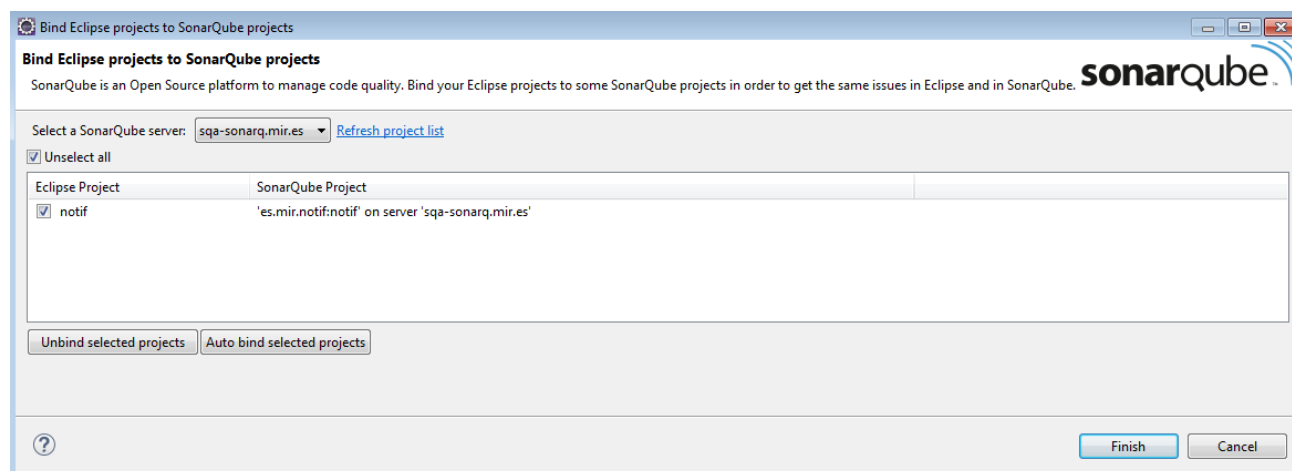 Bind Eclipse projects to SonarQube projects
Bind Eclipse projects to SonarQube projects
SonarQube is an Open Source platform to manage code quality. Bind your Eclipse projects to some SonarQube projects in order to get the same issues in Eclipse and in SonarQube.
sonarqube
Select a SonarQube server: sqa-sonarq.mir.es Refresh project list
Unselect all
Eclipse Project SonarQube Project
notif 'es.mir.notif:notif' on server 'sqa-sonarq.mir.es'
Unbind selected projects Auto bind selected projects
? Finish Cancel